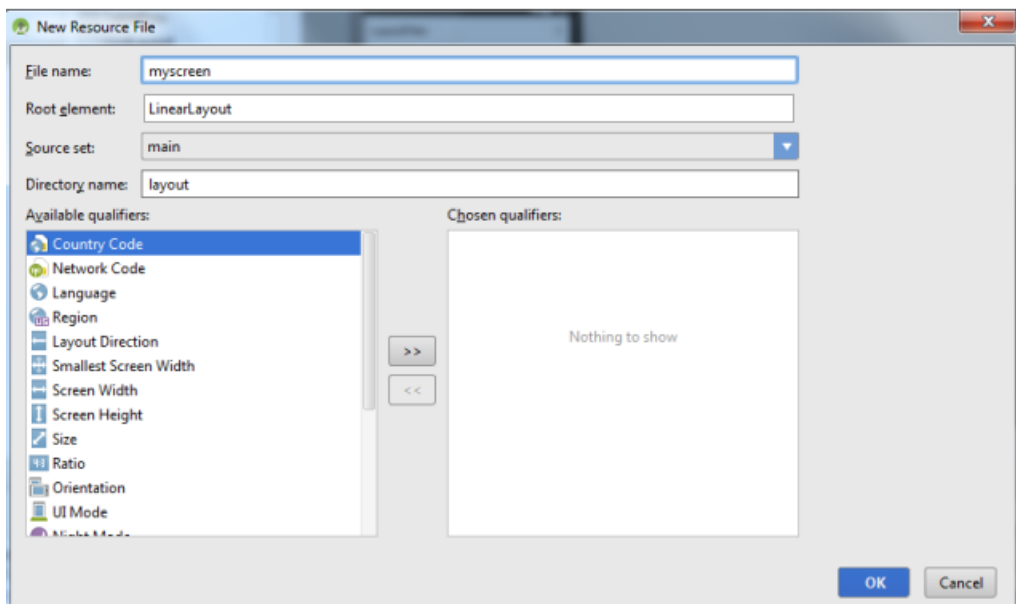 New Resource File
File name: myscreen
Root element: LinearLayout
Source set: main
Directory name: layout
Available qualifiers:
Chosen qualifiers:
Country Code
Network Code
Language
Region
Layout Direction
Smallest Screen Width
Screen Width
Screen Height
Size
Ratio
Orientation
UI Mode
Night Mode
>>
<<
Nothing to show
OK
Cancel